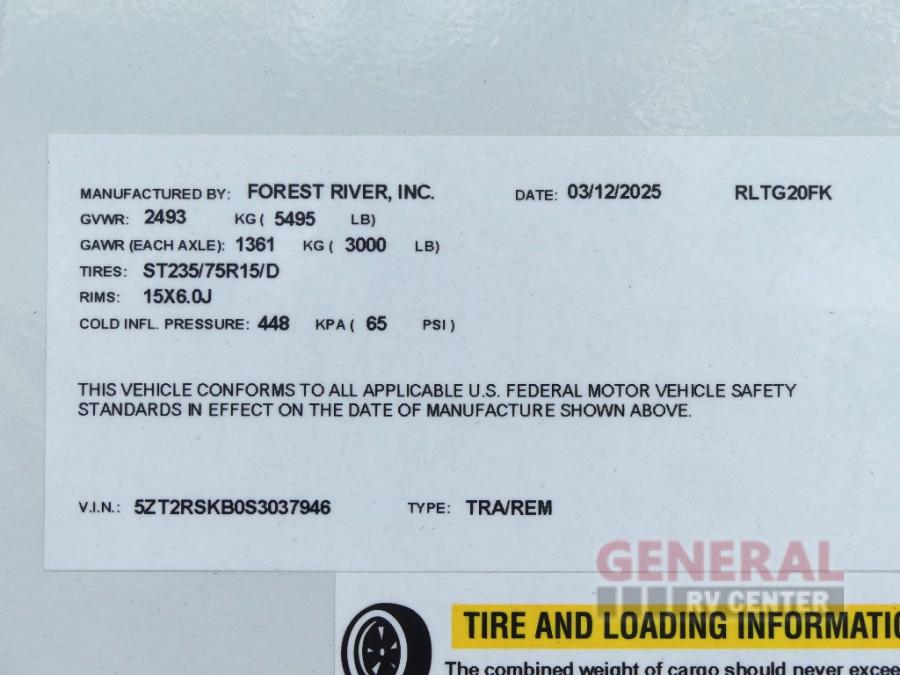 MANUFACTURED BY: FOREST RIVER, INC. DATE: 03/12/2025 RLTG20FK
GVWR: 2493 KG ( 5495 LB)
GAWR (EACH AXLE): 1361 KG ( 3000 LB)
TIRES: ST235/75R15/D
RIMS: 15X6.0J
COLD INFL. PRESSURE: 448 KPA ( 65 PSI )
THIS VEHICLE CONFORMS TO ALL APPLICABLE U.S. FEDERAL MOTOR VEHICLE SAFETY
STANDARDS IN EFFECT ON THE DATE OF MANUFACTURE SHOWN ABOVE.
V.I.N.: 5ZT2RSKB0S3037946 TYPE: TRA/REM
GENERAL
RV CENTER
TIRE AND LOADING INFORMATIO
The combined weight of cargo should never excee